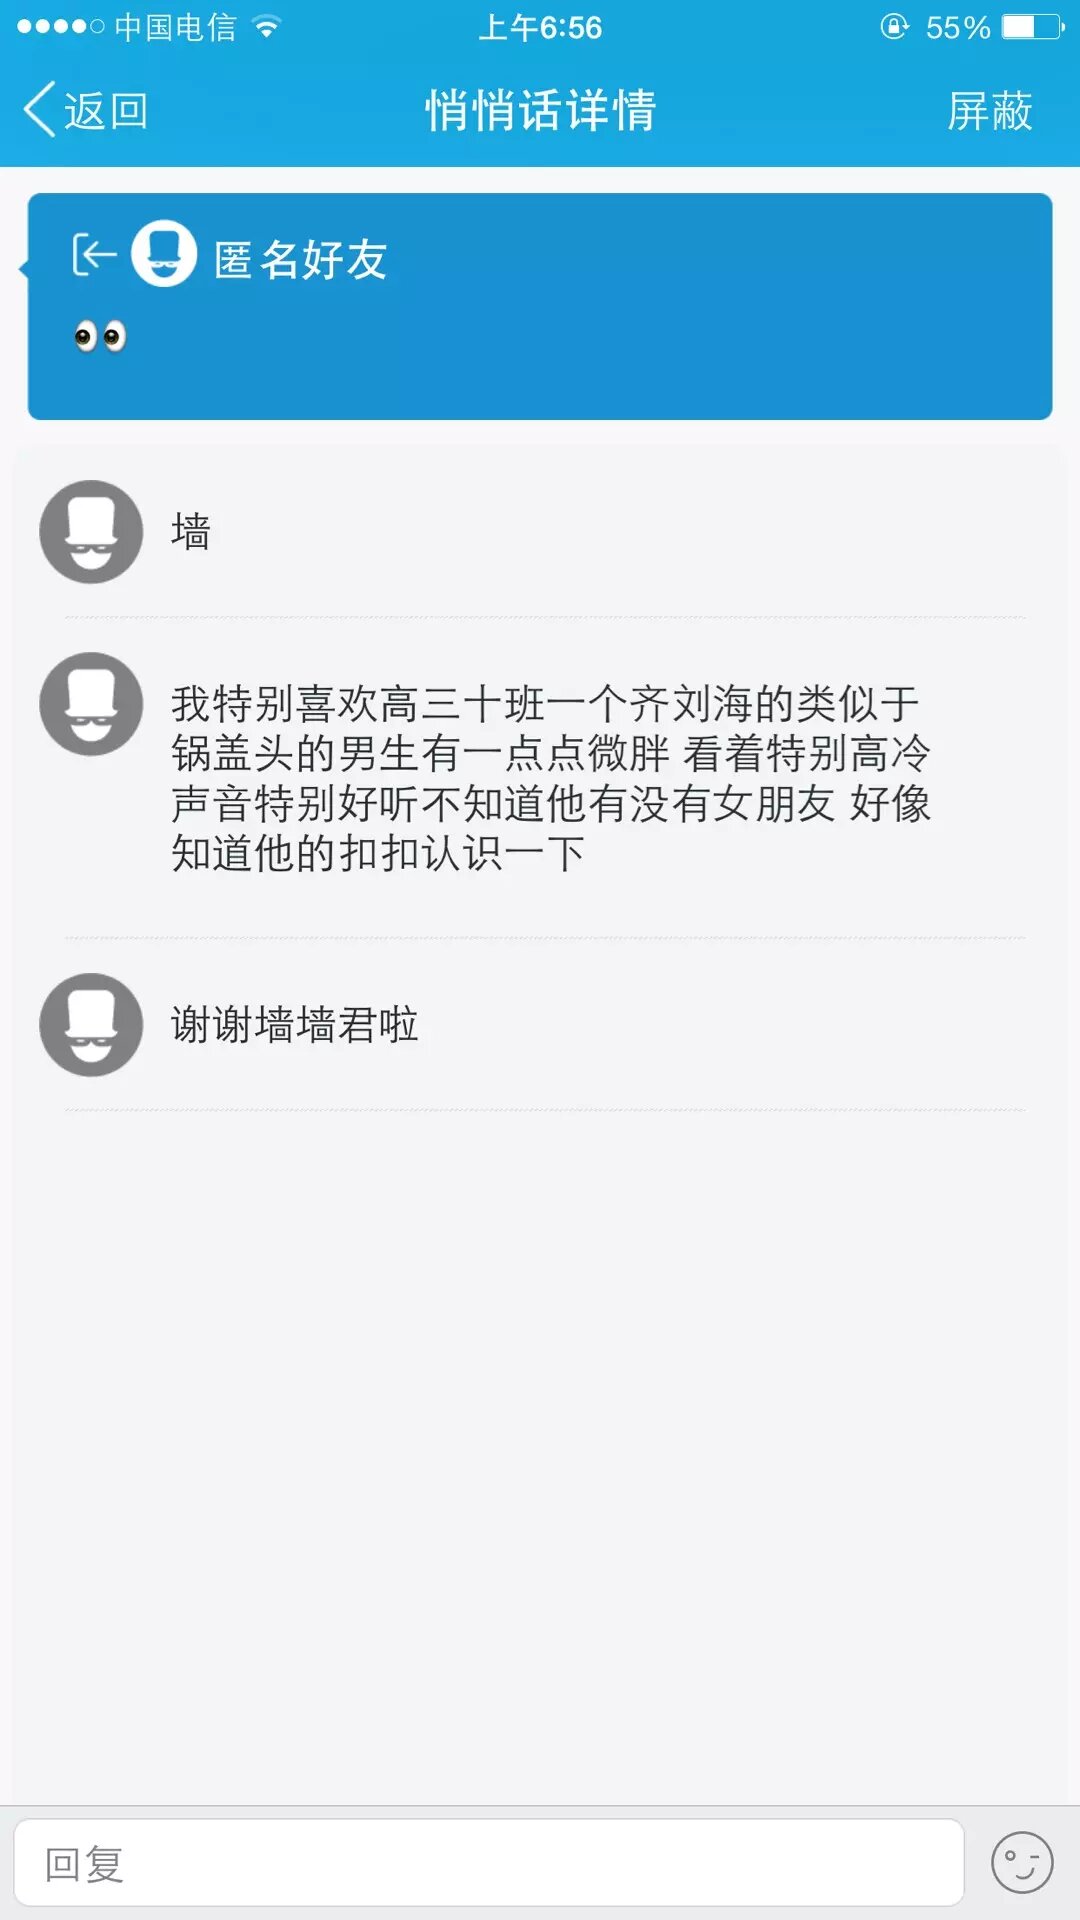 中国电信 上午6:56 55%
返回 悄悄话详情 屏蔽
匿名好友
👀
墙
我特别喜欢高三十班一个齐刘海的类似于
锅盖头的男生有一点点微胖 看着特别高冷
声音特别好听不知道他有没有女朋友 好像
知道他的扣扣认识一下
谢谢墙墙君啦
回复